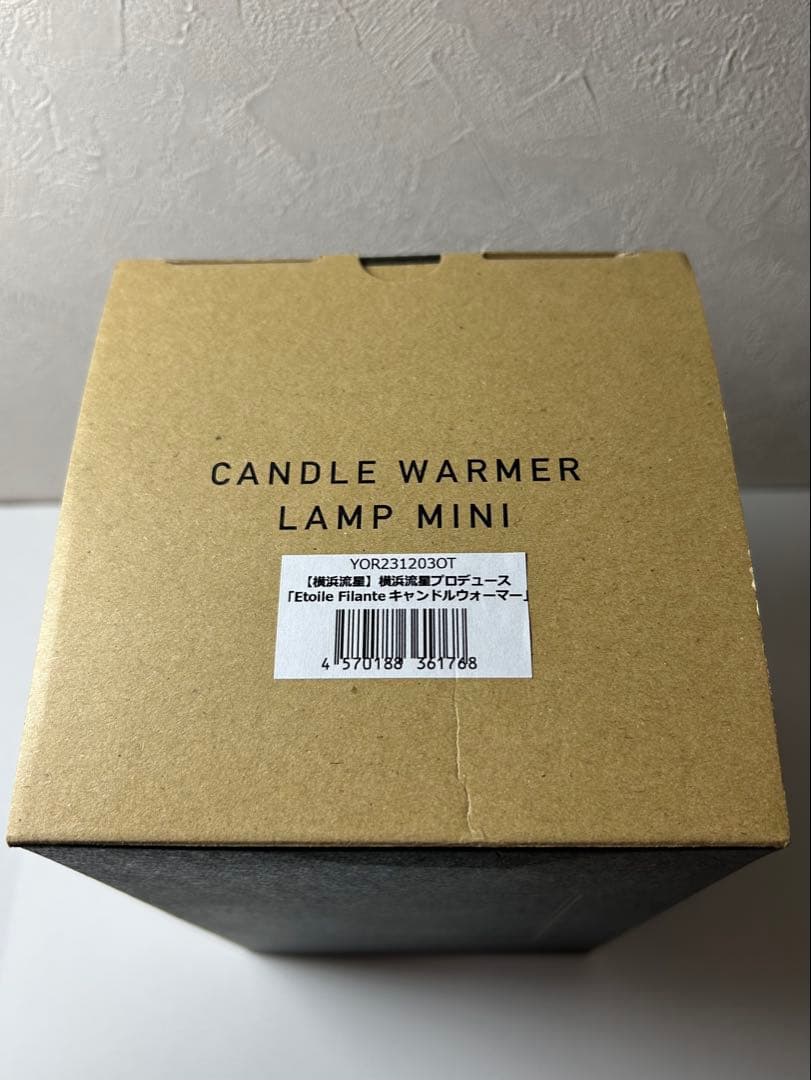 CANDLE WARMER
LAMP MINI
YOR231203OT
【横浜流星】横浜流星プロデュース
「Etoile Filante キャンドルウォーマー」
4 570188 361768